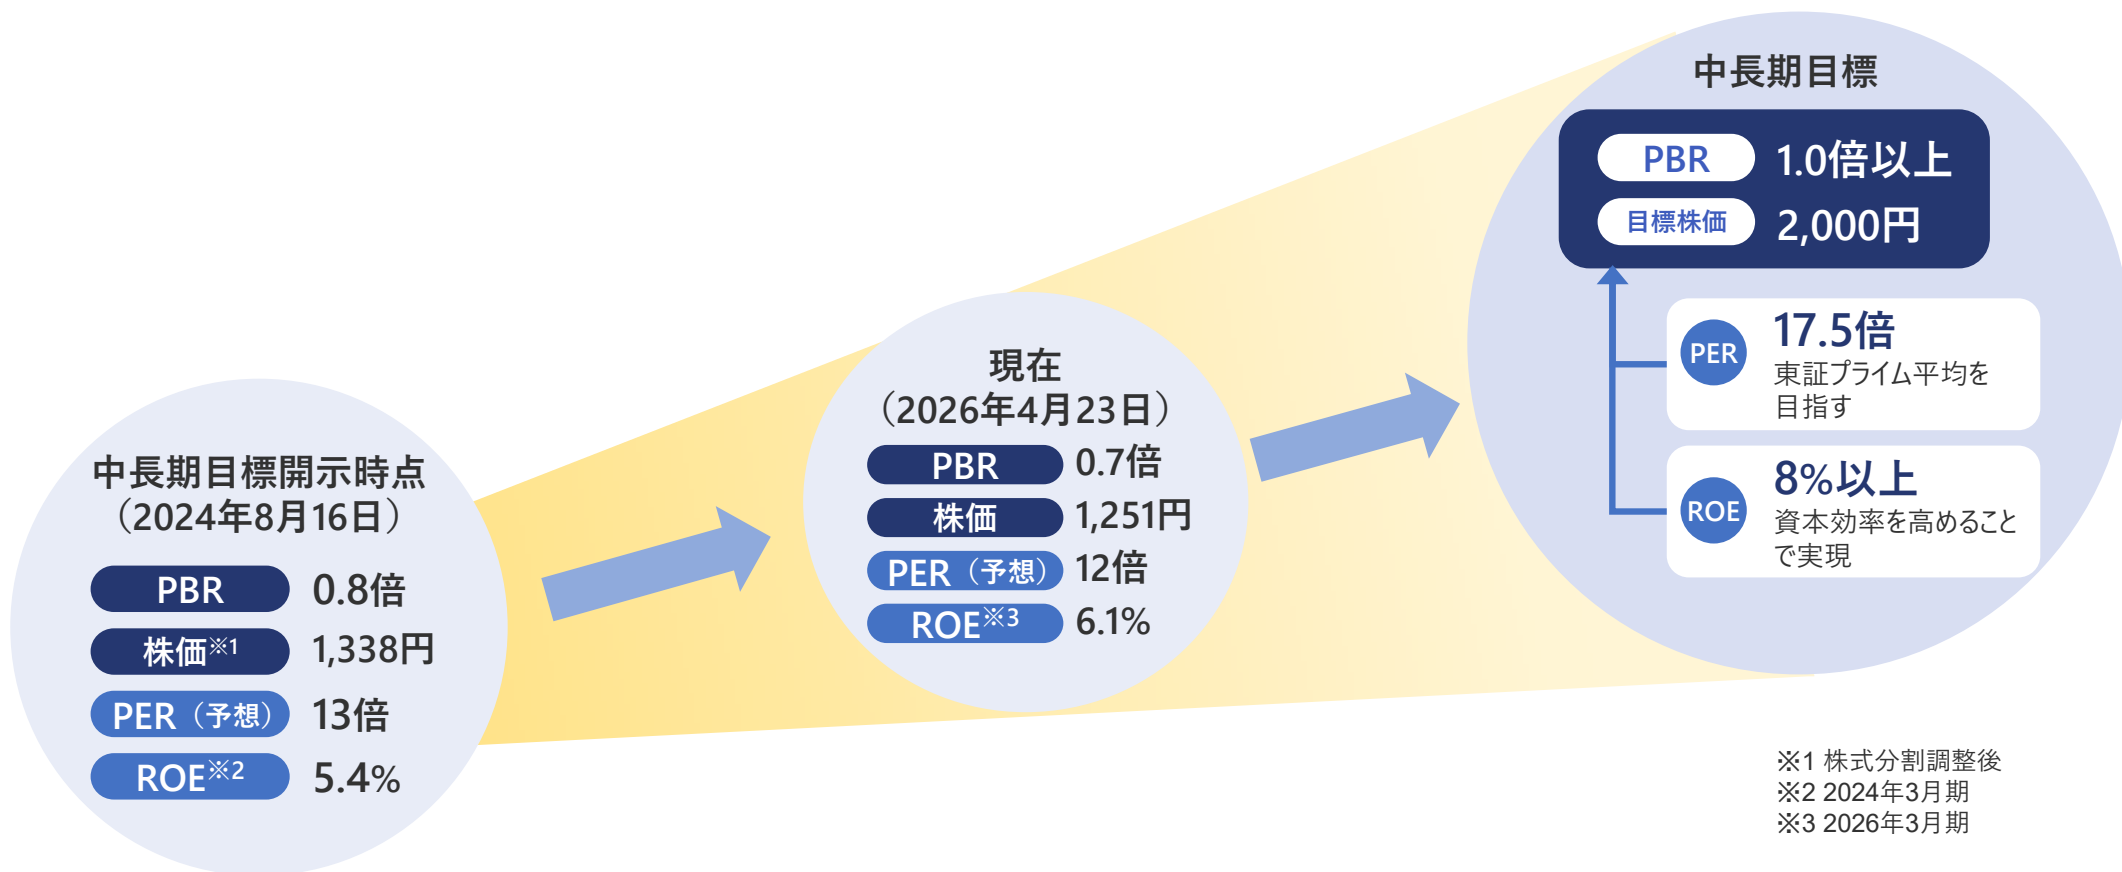 中長期目標開示時点
（2024年8月16日）
PBR 0.8倍
株価※1 1,338円
PER（予想） 13倍
ROE※2 5.4%
現在
（2026年4月23日）
PBR 0.7倍
株価 1,251円
PER（予想） 12倍
ROE※3 6.1%
中長期目標
PBR 1.0倍以上
目標株価 2,000円
PER 17.5倍
東証プライム平均を
目指す
ROE 8%以上
資本効率を高めること
で実現
※1 株式分割調整後
※2 2024年3月期
※3 2026年3月期